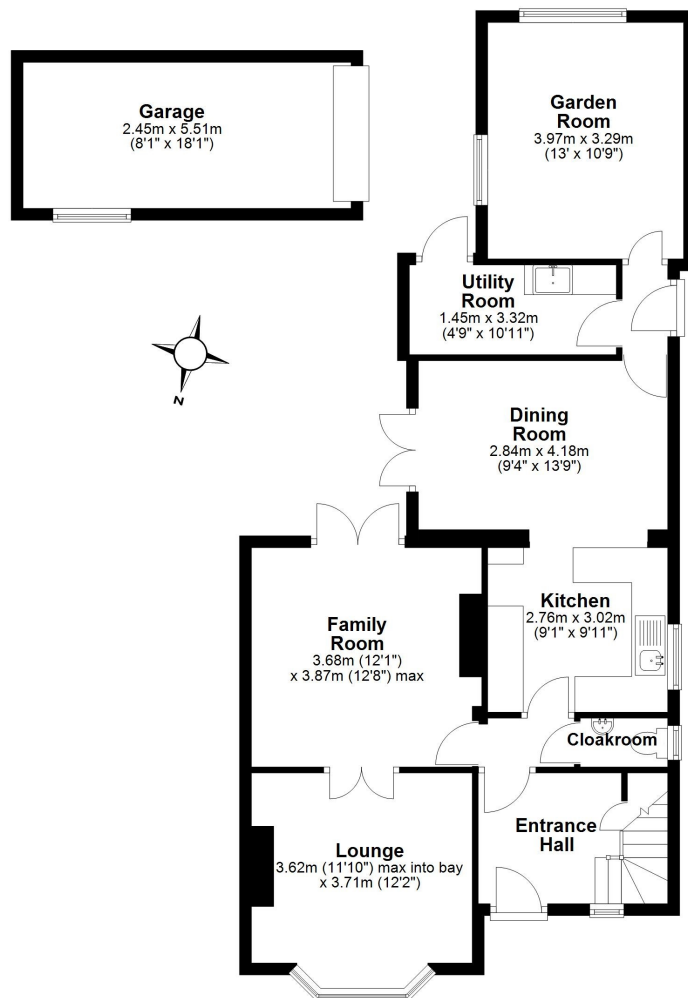 Garage
2.45m x 5.51m
(8'1" x 18'1")
Garden
Room
3.97m x 3.29m
(13' x 10'9")
Utility
Room
1.45m x 3.32m
(4'9" x 10'11")
N
Dining
Room
2.84m x 4.18m
(9'4" x 13'9")
Kitchen
2.76m x 3.02m
(9'1" x 9'11")
Family
Room
3.68m (12'1")
x 3.87m (12'8") max
Cloakroom
Entrance
Hall
Lounge
3.62m (11'10") max into bay
x 3.71m (12'2")